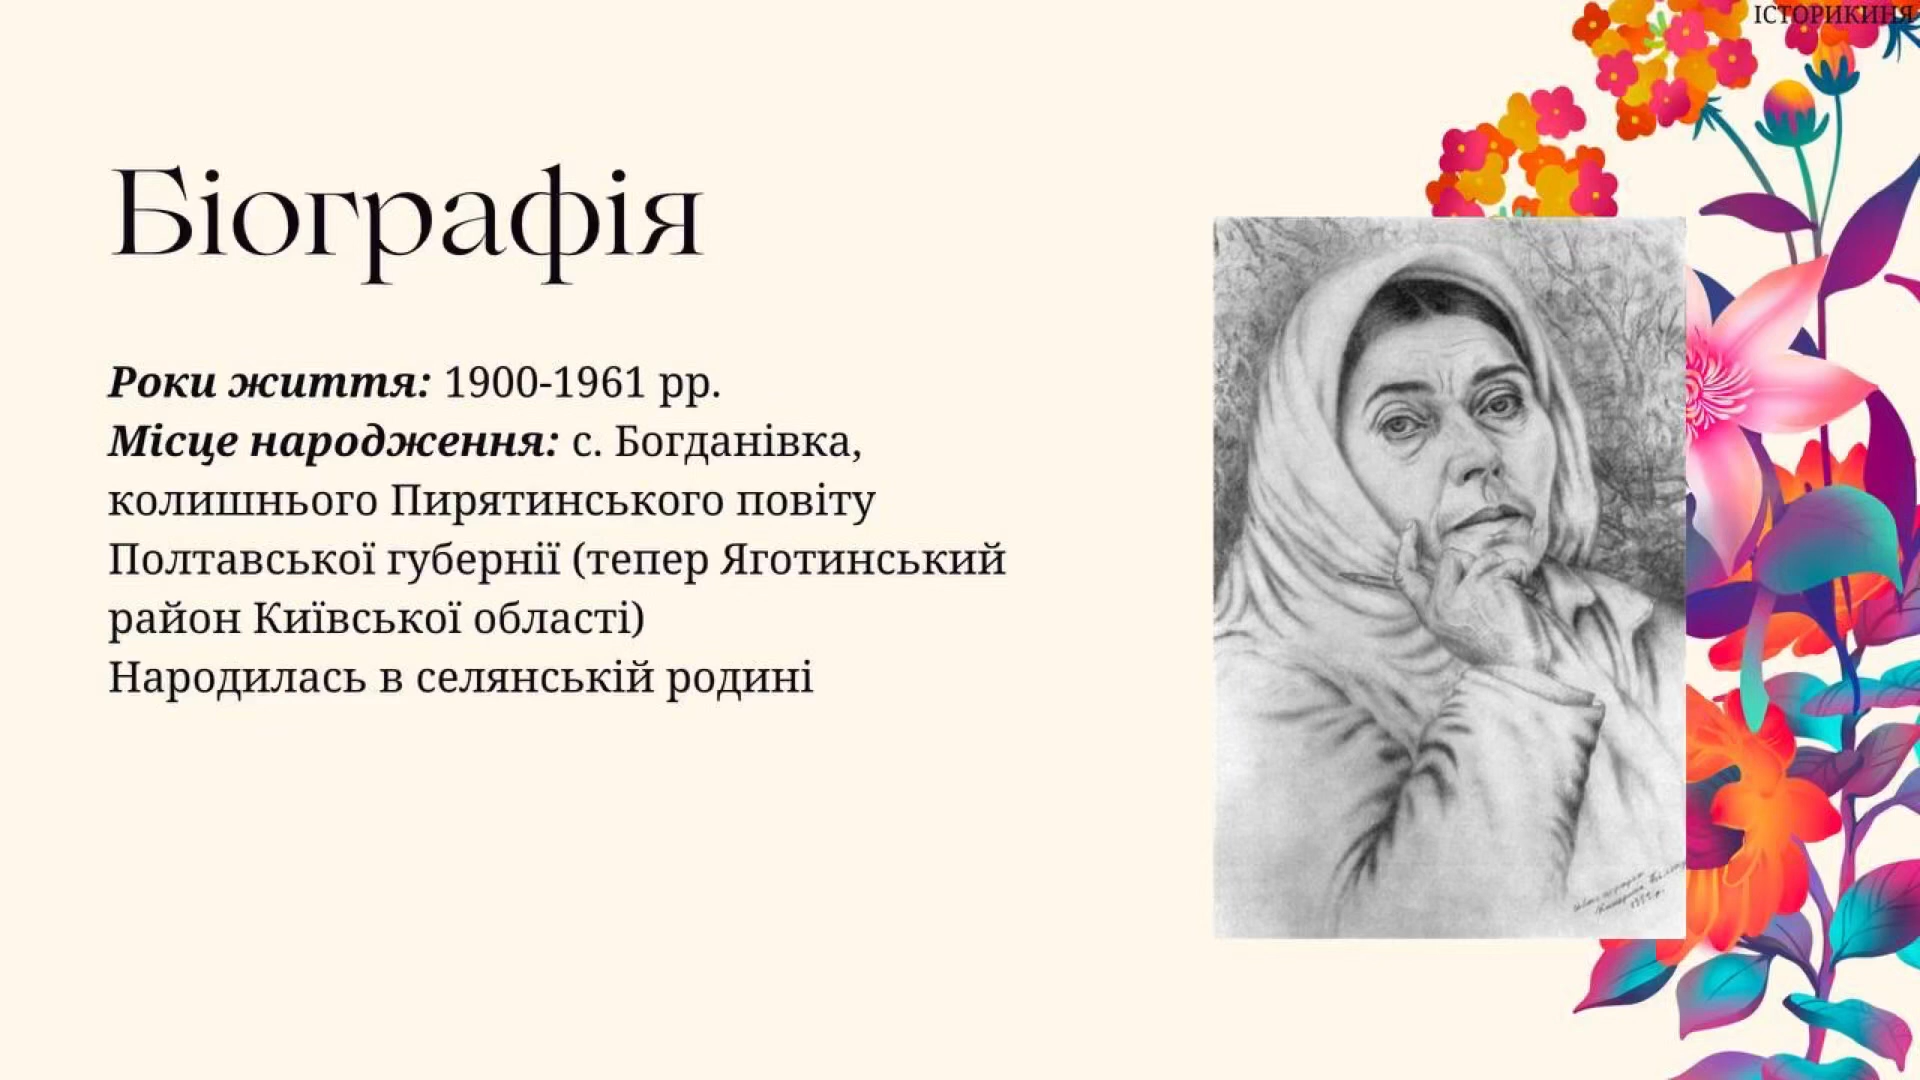 ІСТОРИКИНЯ
Біографія
Роки життя: 1900-1961 рр.
Місце народження: с. Богданівка,
колишнього Пирятинського повіту
Полтавської губернії (тепер Яготинський
район Київської області)
Народилась в селянській родині